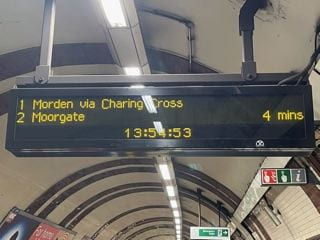 1 Morden via Charing Cross
2 Moorgate 4 mins
13:54:53